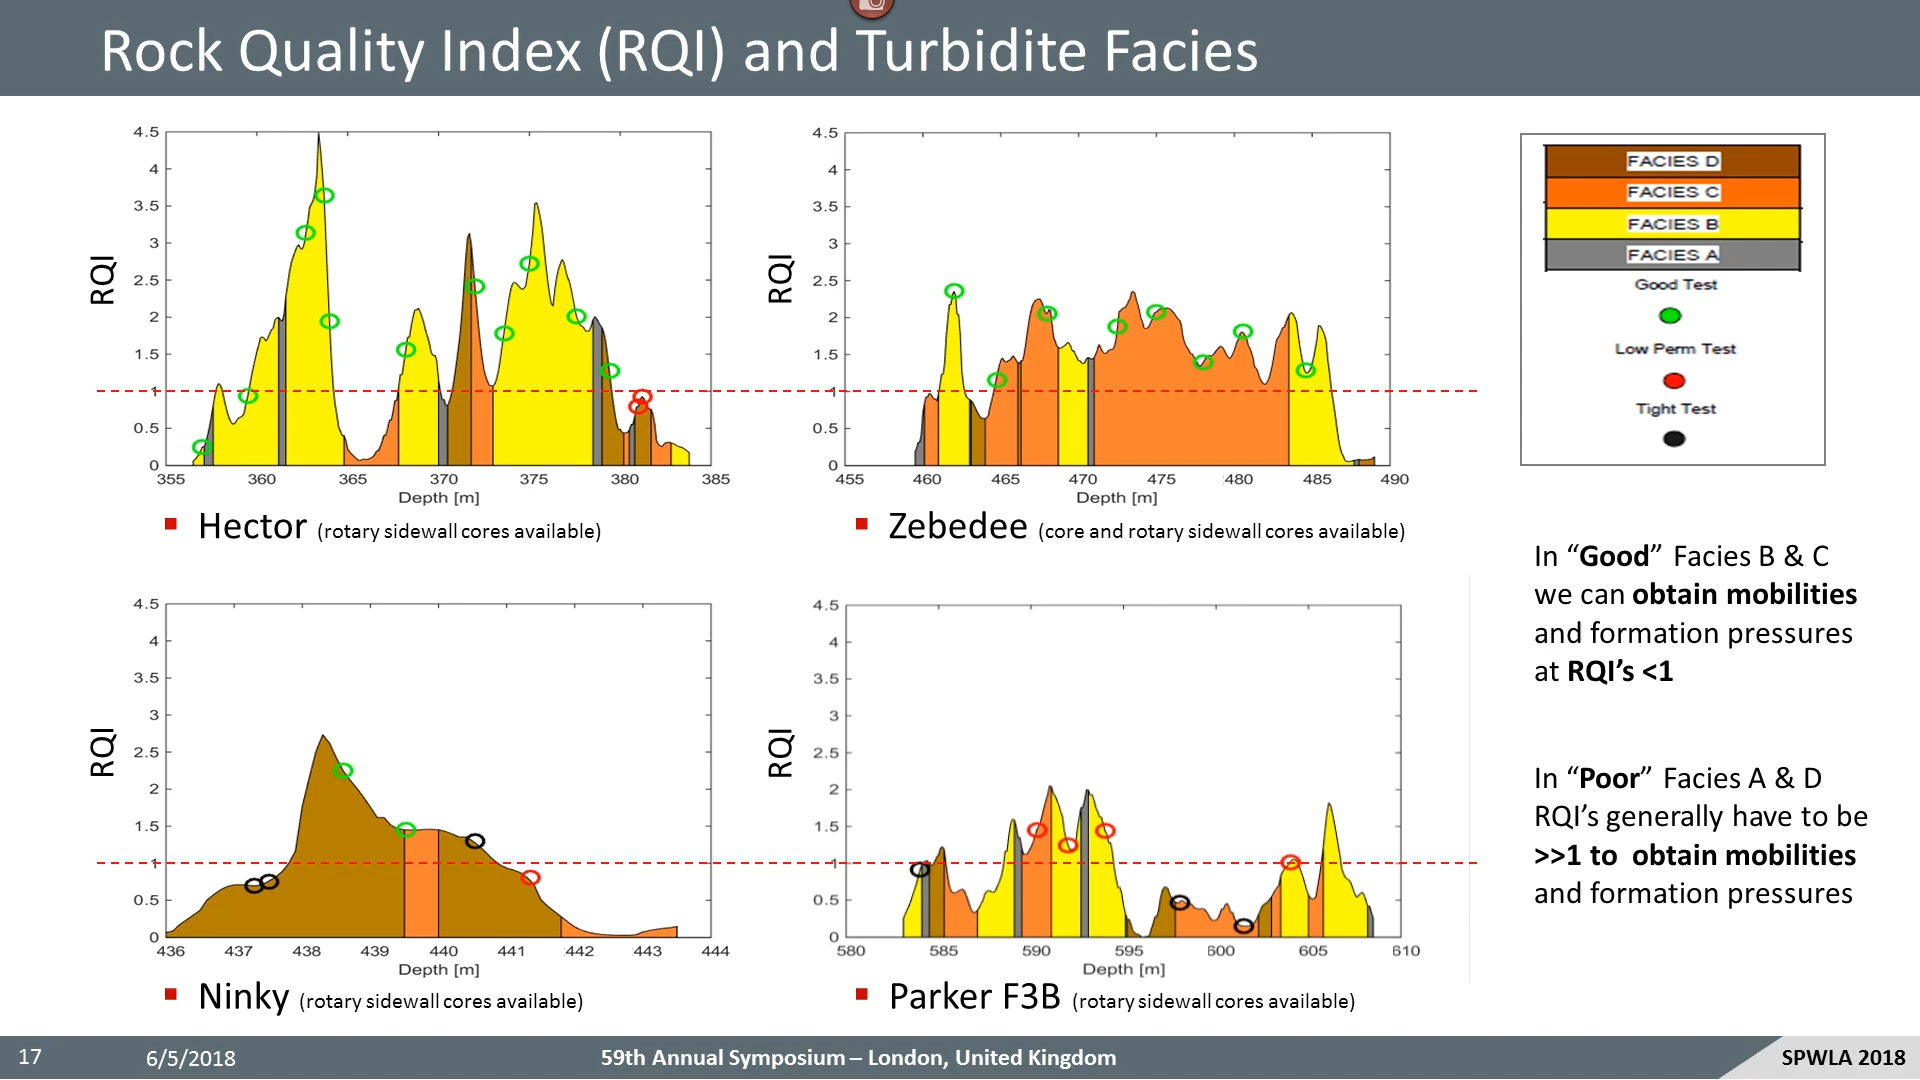 Rock Quality Index (RQI) and Turbidite Facies
4.5
4
3.5
3
2.5
2
1.5
1
0.5
0
RQI
355 360 365 370 375 380 385
Depth [m]
▪ Hector (rotary sidewall cores available)
4.5
4
3.5
3
2.5
2
1.5
1
0.5
0
RQI
455 460 465 470 475 480 485 490
Depth [m]
▪ Zebedee (core and rotary sidewall cores available)
FACIES D
FACIES C
FACIES B
FACIES A
Good Test
Low Perm Test
Tight Test
In “Good” Facies B & C
we can obtain mobilities
and formation pressures
at RQI’s <1
4.5
4
3.5
3
2.5
2
1.5
1
0.5
0
RQI
436 437 438 439 440 441 442 443 444
Depth [m]
▪ Ninky (rotary sidewall cores available)
4.5
4
3.5
3
2.5
2
1.5
1
0.5
0
RQI
580 585 590 595 600 605 610
Depth [m]
▪ Parker F3B (rotary sidewall cores available)
In “Poor” Facies A & D
RQI’s generally have to be
>>1 to obtain mobilities
and formation pressures
17 6/5/2018 59th Annual Symposium – London, United Kingdom SPWLA 2018